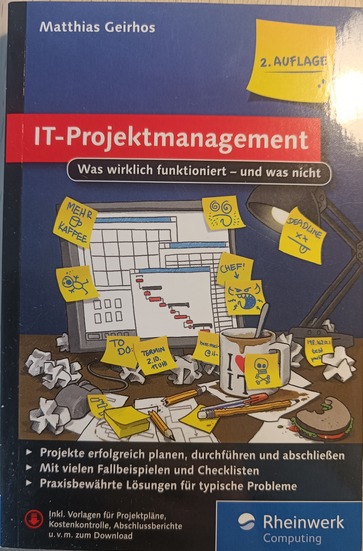 Matthias Geirhos
2. AUFLAGE
IT-Projektmanagement
Was wirklich funktioniert – und was nicht
MEHR
KAFFEE
DEADLINE
CHEF!
TO
DO
TERMIN
2.10.
17 UHR
I ♥
IT
▸ Projekte erfolgreich planen, durchführen und abschließen
▸ Mit vielen Fallbeispielen und Checklisten
▸ Praxisbewährte Lösungen für typische Probleme
Inkl. Vorlagen für Projektpläne,
Kostenkontrolle, Abschlussberichte
u.v.m. zum Download
Rheinwerk
Computing